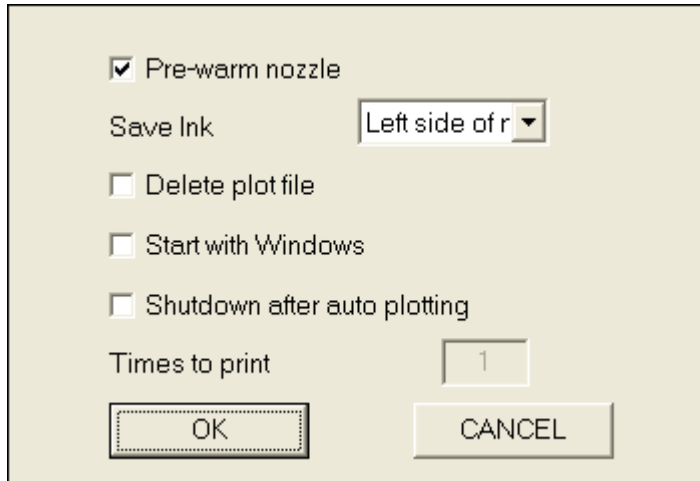 Pre-warm nozzle
Save Ink Left side of r
Delete plot file
Start with Windows
Shutdown after auto plotting
Times to print 1
OK CANCEL